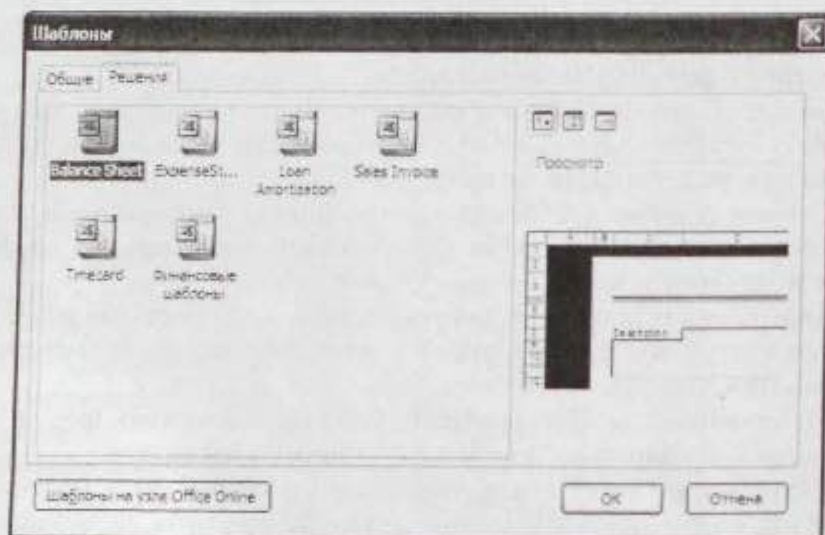 Шаблоны
Общие Решения
Balance Sheet ExpenseSt... Loan Amortization Sales Invoice
Просмотр
Timecard Финансовые шаблоны
Шаблоны на узле Office Online
OK Отмена